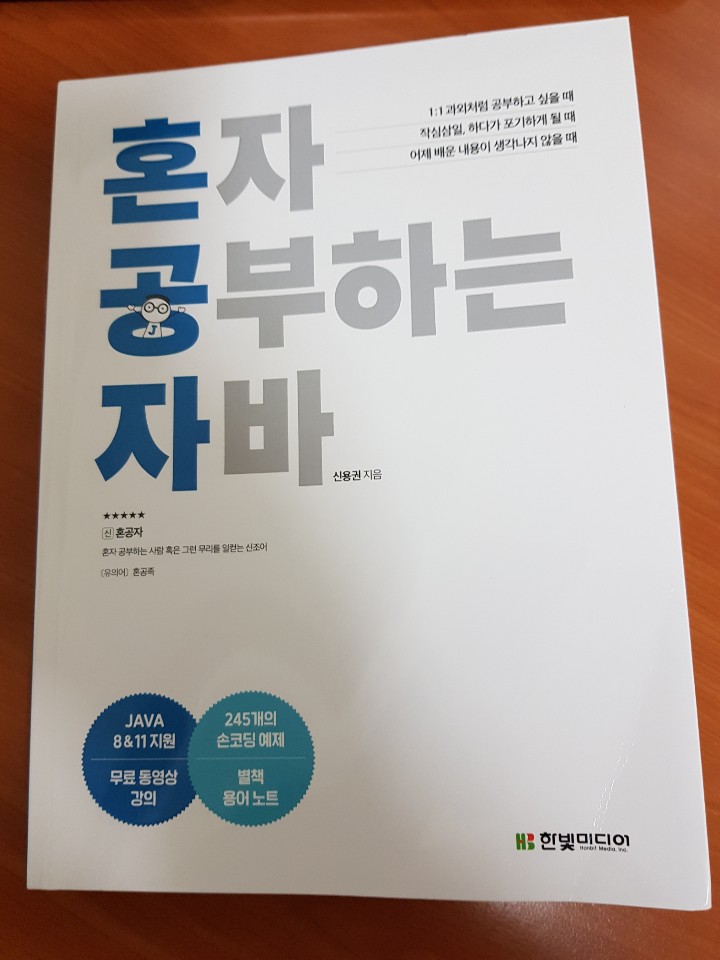 1:1 과외처럼 공부하고 싶을 때
작심삼일, 하다가 포기하게 될 때
어제 배운 내용이 생각나지 않을 때
혼자
공부하는
J
자바
신용권 지음
★★★★★
신 혼공자
혼자 공부하는 사람 혹은 그런 무리를 일컫는 신조어
[유의어] 혼공족
JAVA
8 & 11 지원
무료 동영상
강의
245개의
손코딩 예제
별책
용어 노트
HB 한빛미디어
Hanbit Media, Inc.